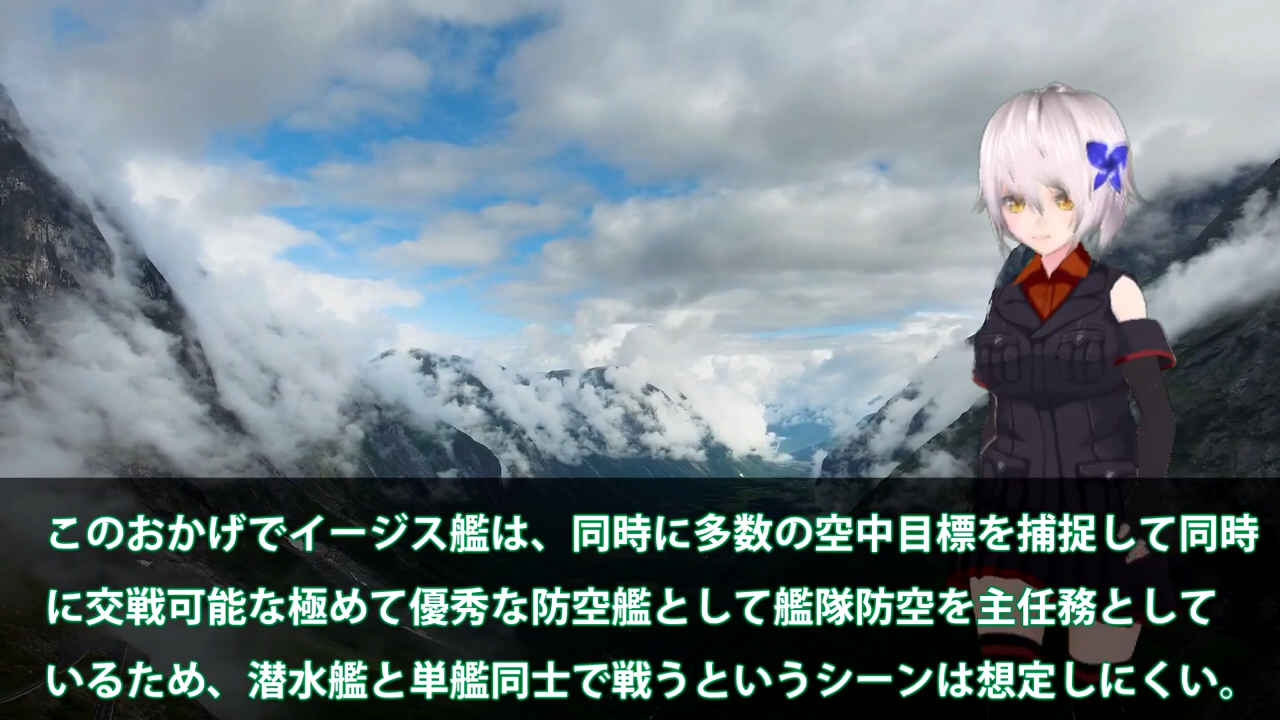 このおかげでイージス艦は、同時に多数の空中目標を捕捉して同時
に交戦可能な極めて優秀な防空艦として艦隊防空を主任務として
いるため、潜水艦と単艦同士で戦うというシーンは想定しにくい。